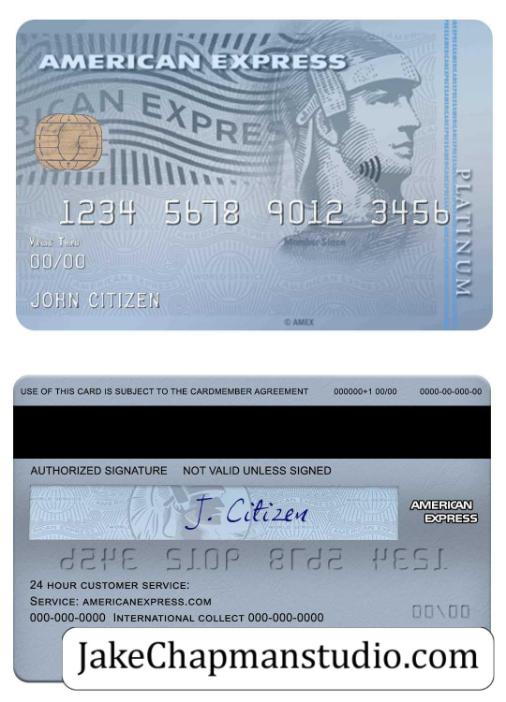 AMERICAN EXPRESS
RICAN EXPRES
1234 5678 9012 3456
Member Since
VALID THRU
00/00
JOHN CITIZEN
PLATINUM
© AMEX
USE OF THIS CARD IS SUBJECT TO THE CARDMEMBER AGREEMENT 000000+1 00/00 0000-00-000-00
AUTHORIZED SIGNATURE NOT VALID UNLESS SIGNED
J. Citizen
AMERICAN
EXPRESS
24 HOUR CUSTOMER SERVICE:
SERVICE: AMERICANEXPRESS.COM
000-000-0000 INTERNATIONAL COLLECT 000-000-0000
00\00
JakeChapmanstudio.com